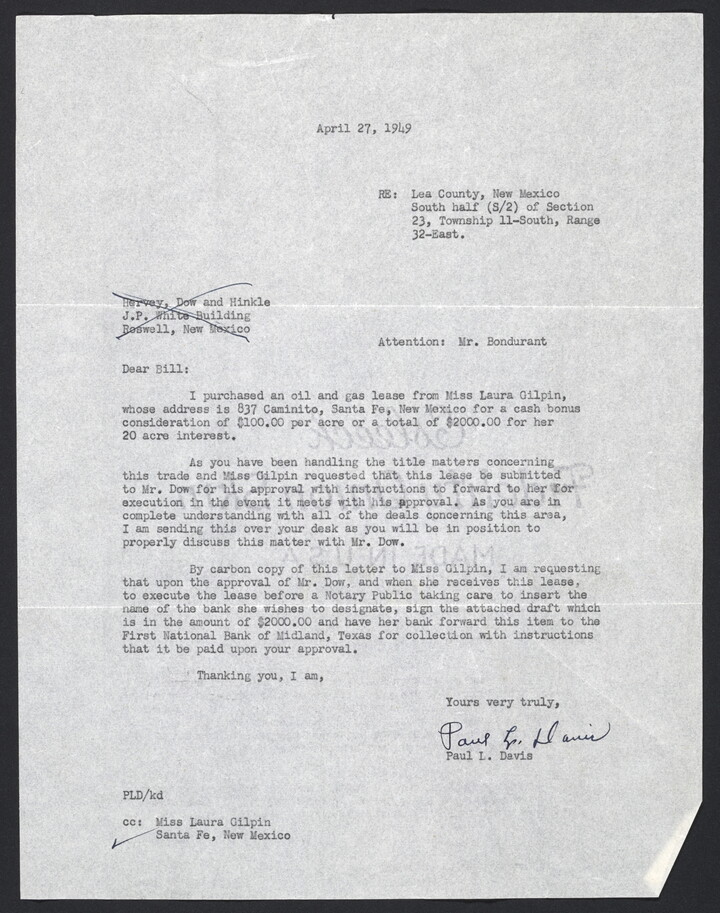 April 27, 1949
RE: Lea County, New Mexico
South half (S/2) of Section
23, Township 11-South, Range
32-East.
Hervey, Dow and Hinkle
J.P. White Building
Roswell, New Mexico
Attention: Mr. Bondurant
Dear Bill:
I purchased an oil and gas lease from Miss Laura Gilpin,
whose address is 837 Caminito, Santa Fe, New Mexico for a cash bonus
consideration of $100.00 per acre or a total of $2000.00 for her
20 acre interest.
As you have been handling the title matters concerning
this trade and Miss Gilpin requested that this lease be submitted
to Mr. Dow for his approval with instructions to forward to her for
execution in the event it meets with his approval. As you are in
complete understanding with all of the deals concerning this area,
I am sending this over your desk as you will be in position to
properly discuss this matter with Mr. Dow.
By carbon copy of this letter to Miss Gilpin, I am requesting
that upon the approval of Mr. Dow, and when she receives this lease,
to execute the lease before a Notary Public taking care to insert the
name of the bank she wishes to designate, sign the attached draft which
is in the amount of $2000.00 and have her bank forward this item to the
First National Bank of Midland, Texas for collection with instructions
that it be paid upon your approval.
Thanking you, I am,
Yours very truly,
Paul L. Davis
Paul L. Davis
PLD/kd
cc: Miss Laura Gilpin
Santa Fe, New Mexico
MADE IN U.S.A.